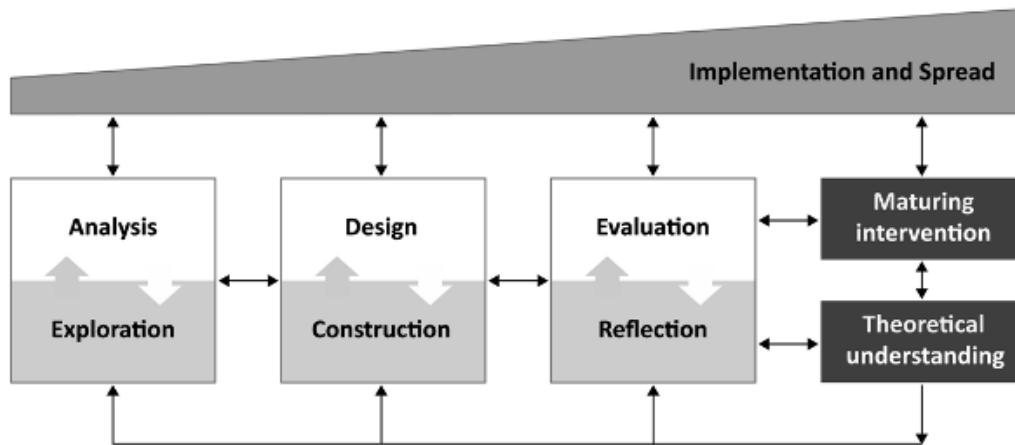 Implementation and Spread
Analysis
Exploration
Design
Construction
Evaluation
Reflection
Maturing
intervention
Theoretical
understanding